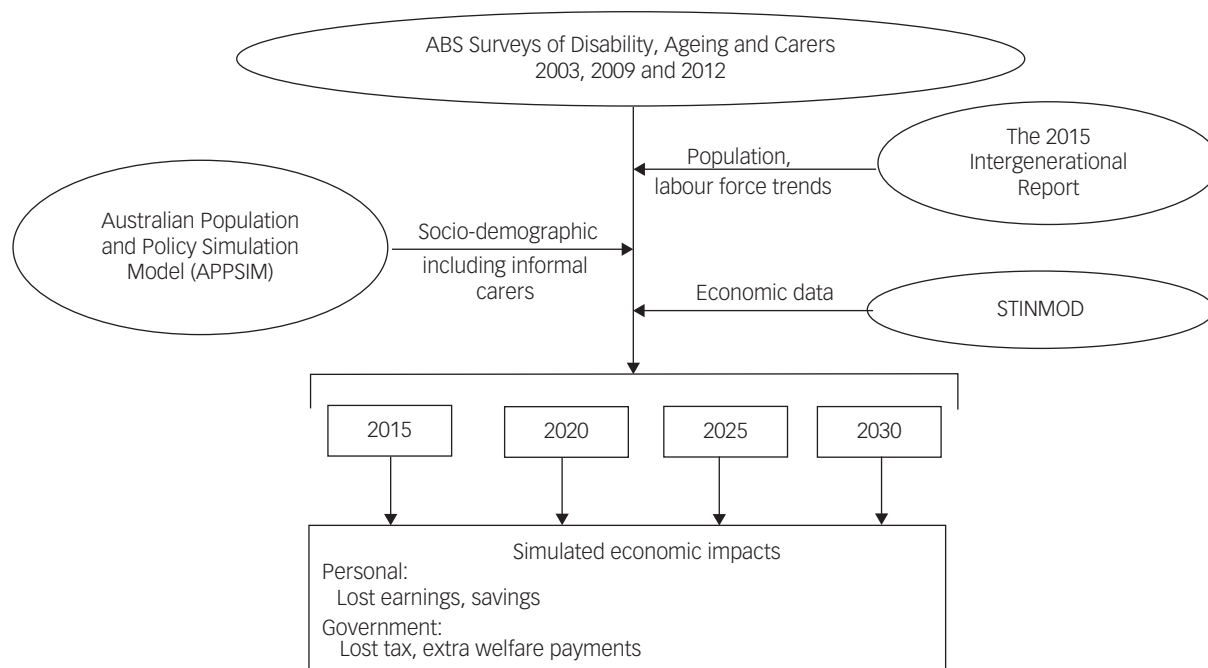 ABS Surveys of Disability, Ageing and Carers
2003, 2009 and 2012
The 2015
Intergenerational
Report
Population,
labour force trends
Australian Population
and Policy Simulation
Model (APPSIM)
Socio-demographic
including informal
carers
Economic data
STINMOD
2015
2020
2025
2030
Simulated economic impacts
Personal:
Lost earnings, savings
Government:
Lost tax, extra welfare payments